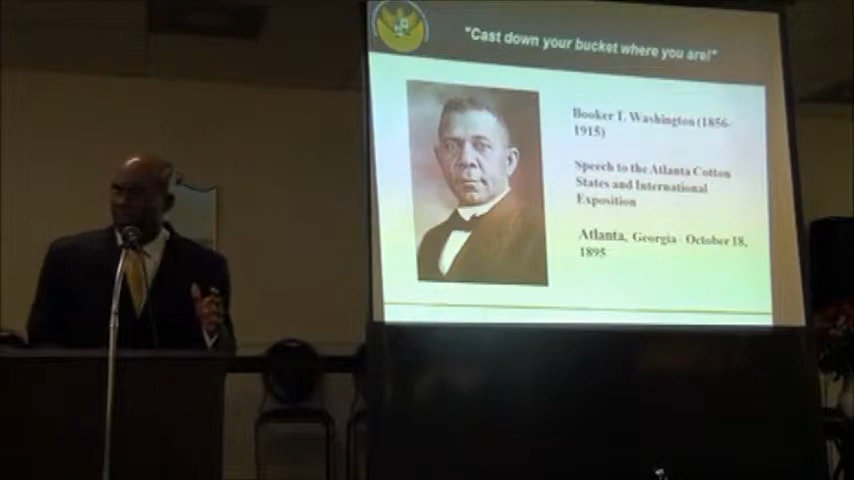 "Cast down your bucket where you are!"
Booker T. Washington (1856-
1915)
Speech to the Atlanta Cotton
States and International
Exposition
Atlanta, Georgia - October 18,
1895